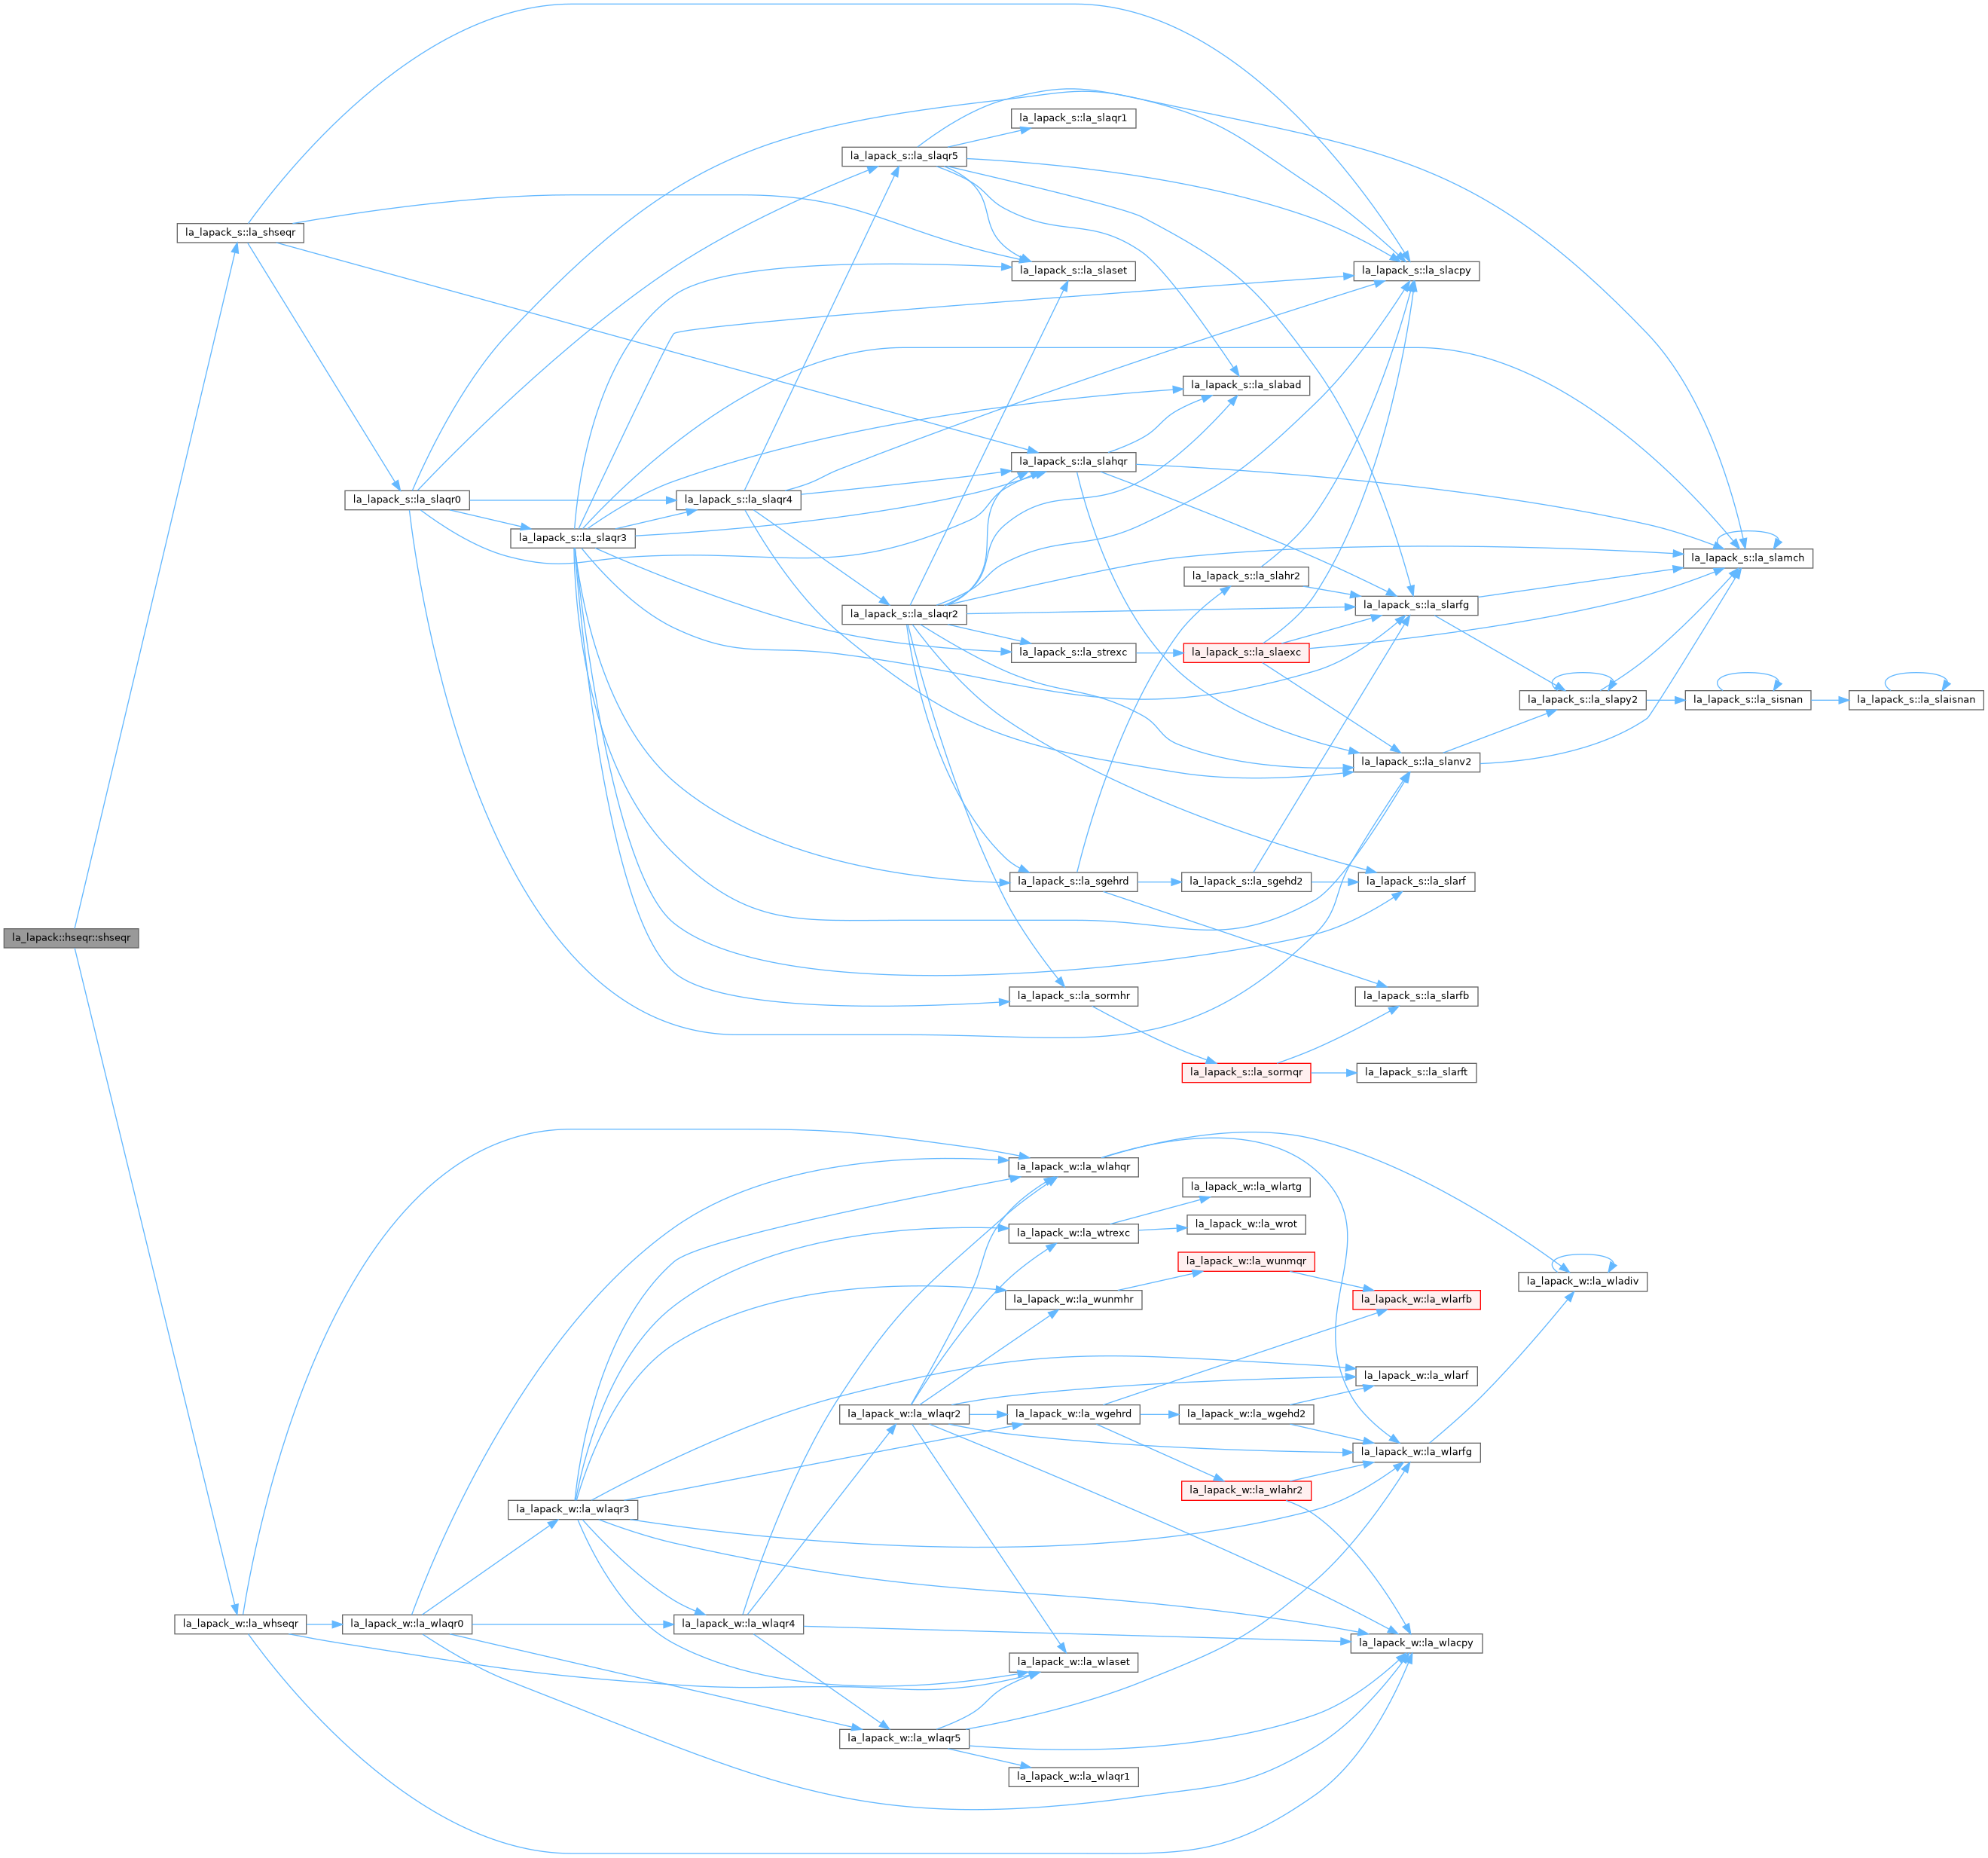 la_lapack_s::la_slaqr1
la_lapack_s::la_slaqr5
la_lapack_s::la_shseqr
la_lapack_s::la_slaset
la_lapack_s::la_slacpy
la_lapack_s::la_slabad
la_lapack_s::la_slahqr
la_lapack_s::la_slaqr0
la_lapack_s::la_slaqr4
la_lapack_s::la_slaqr3
la_lapack_s::la_slamch
la_lapack_s::la_slahr2
la_lapack_s::la_slarfg
la_lapack_s::la_slaqr2
la_lapack_s::la_strexc
la_lapack_s::la_slaexc
la_lapack_s::la_slapy2
la_lapack_s::la_sisnan
la_lapack_s::la_slaisnan
la_lapack_s::la_slanv2
la_lapack_s::la_sgehrd
la_lapack_s::la_sgehd2
la_lapack_s::la_slarf
la_lapack::hseqr::shseqr
la_lapack_s::la_sormhr
la_lapack_s::la_slarfb
la_lapack_s::la_sormqr
la_lapack_s::la_slarft
la_lapack_w::la_wlahqr
la_lapack_w::la_wlartg
la_lapack_w::la_wtrexc
la_lapack_w::la_wrot
la_lapack_w::la_wunmqr
la_lapack_w::la_wladiv
la_lapack_w::la_wunmhr
la_lapack_w::la_wlarfb
la_lapack_w::la_wlarf
la_lapack_w::la_wlaqr2
la_lapack_w::la_wgehrd
la_lapack_w::la_wgehd2
la_lapack_w::la_wlarfg
la_lapack_w::la_wlahr2
la_lapack_w::la_wlaqr3
la_lapack_w::la_whseqr
la_lapack_w::la_wlaqr0
la_lapack_w::la_wlaqr4
la_lapack_w::la_wlacpy
la_lapack_w::la_wlaset
la_lapack_w::la_wlaqr5
la_lapack_w::la_wlaqr1